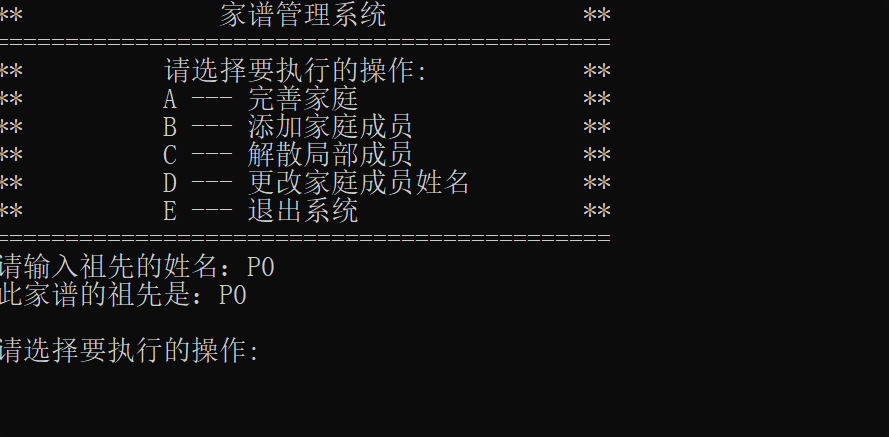 ** 家谱管理系统 **
============================================
** 请选择要执行的操作: **
** A --- 完善家庭 **
** B --- 添加家庭成员 **
** C --- 解散局部成员 **
** D --- 更改家庭成员姓名 **
** E --- 退出系统 **
============================================
请输入祖先的姓名：P0
此家谱的祖先是：P0
请选择要执行的操作: